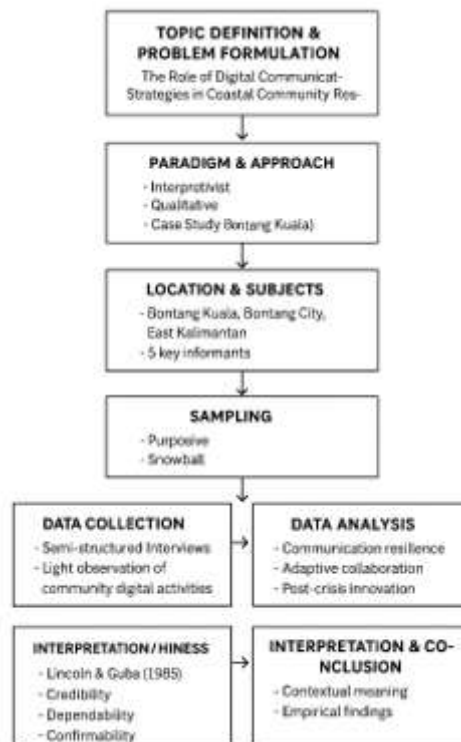 TOPIC DEFINITION &
PROBLEM FORMULATION
The Role of Digital Communicat-
Strategies in Coastal Community Res-
PARADIGM & APPROACH
- Interpretivist
- Qualitative
- Case Study Bontang Kuala)
LOCATION & SUBJECTS
- Bontang Kuala, Bontang City,
East Kalimantan
- 5 key informants
SAMPLING
- Purposive
- Snowball
DATA COLLECTION
- Semi-structured Interviews
- Light observation of
community digital activities
DATA ANALYSIS
- Communication resilience
- Adaptive collaboration
- Post-crisis innovation
INTERPRETATION/HINESS
- Lincoln & Guba (1985)
- Credibility
- Dependability
- Confirmability
INTERPRETATION & CO-
NCLUSION
- Contextual meaning
- Empirical findings